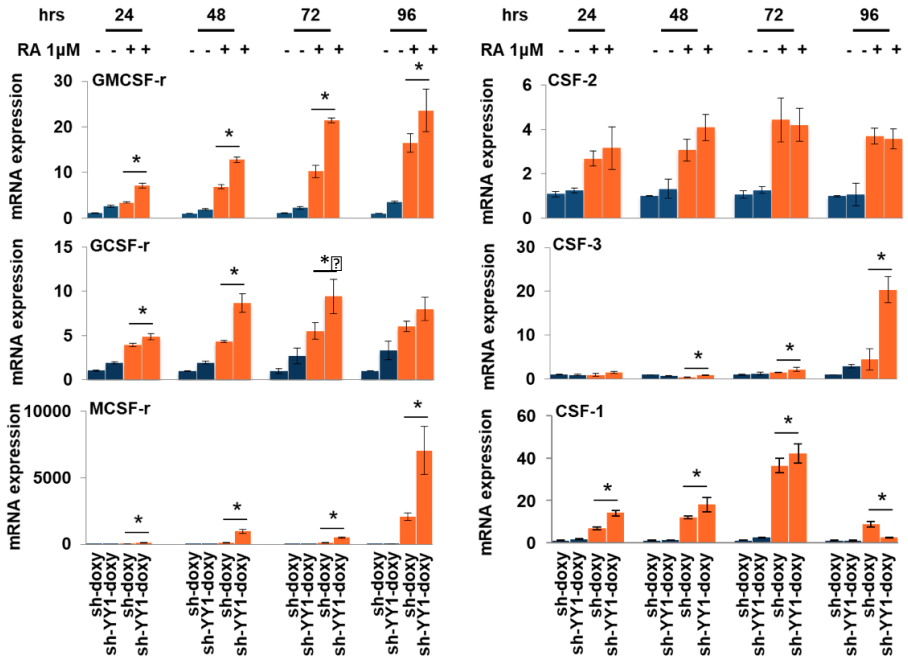 hrs 24 48 72 96
RA 1µM - - + + - - + + - - + + - - + +
GMCSF-r
mRNA expression
30
20
10
0
* * * *
GCSF-r
mRNA expression
15
10
5
0
* * *?
MCSF-r
mRNA expression
10000
5000
0
* * * *
sh-doxy
sh-YY1-doxy
sh-doxy
sh-YY1-doxy
sh-doxy
sh-YY1-doxy
sh-doxy
sh-YY1-doxy
sh-doxy
sh-YY1-doxy
sh-doxy
sh-YY1-doxy
sh-doxy
sh-YY1-doxy
sh-doxy
sh-YY1-doxy
hrs 24 48 72 96
RA 1µM - - + + - - + + - - + + - - + +
CSF-2
mRNA expression
6
4
2
0
CSF-3
mRNA expression
30
20
10
0
* * *
CSF-1
mRNA expression
60
40
20
0
* * * *
sh-doxy
sh-YY1-doxy
sh-doxy
sh-YY1-doxy
sh-doxy
sh-YY1-doxy
sh-doxy
sh-YY1-doxy
sh-doxy
sh-YY1-doxy
sh-doxy
sh-YY1-doxy
sh-doxy
sh-YY1-doxy
sh-doxy
sh-YY1-doxy